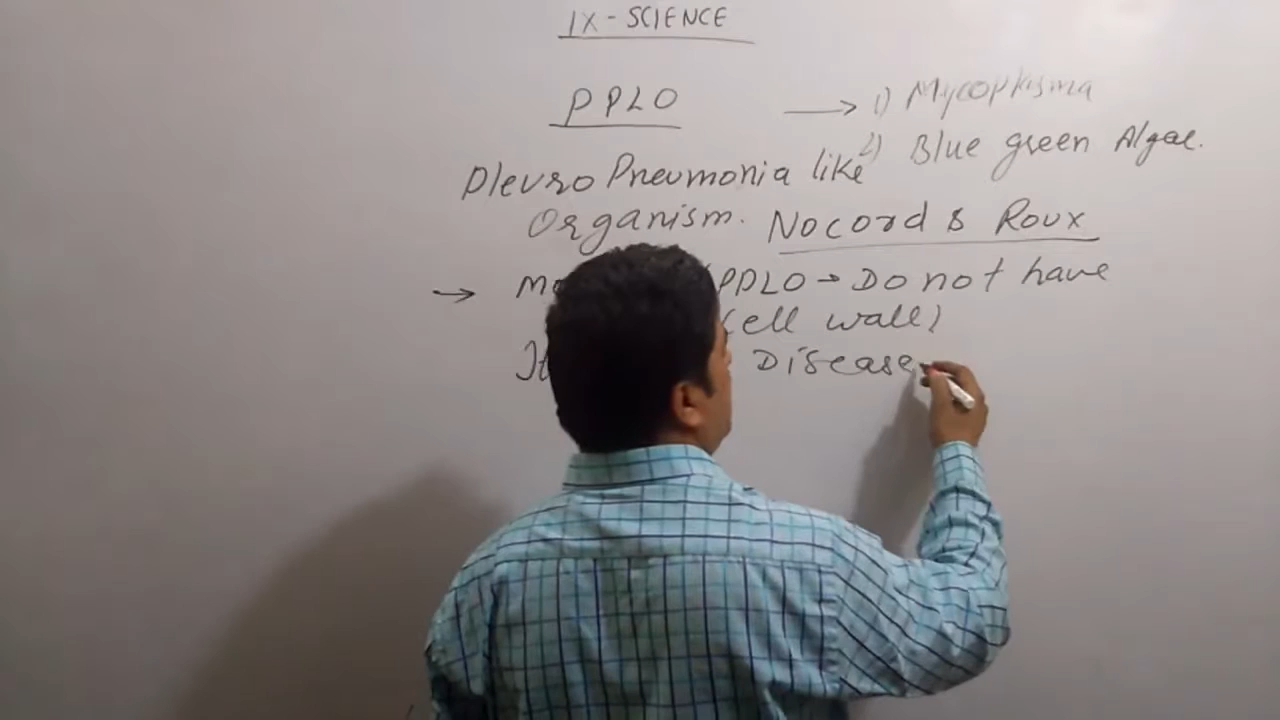 IX - SCIENCE
PPLO → 1) Mycoplasma
2) Blue green Algae.
Pleuro Pneumonia like
Organism. Nocord & Roux
→ PPLO → Do not have
Cell wall)
It Disease